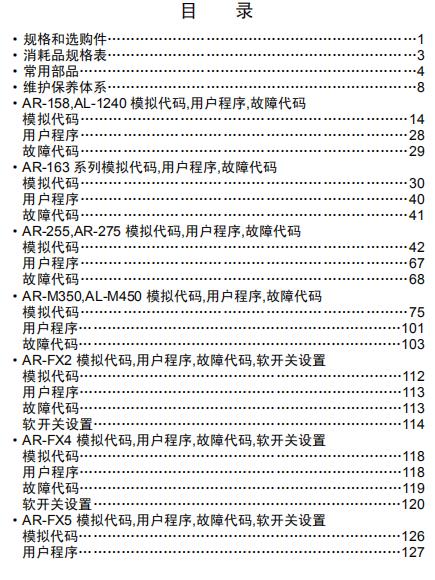 目 录
·规格和选购件……………………………………………………1
·消耗品规格表……………………………………………………3
·常用部品…………………………………………………………4
·维护保养体系……………………………………………………8
·AR-158,AL-1240 模拟代码,用户程序,故障代码
模拟代码…………………………………………………………14
用户程序…………………………………………………………28
故障代码…………………………………………………………29
·AR-163 系列模拟代码,用户程序,故障代码
模拟代码…………………………………………………………30
用户程序…………………………………………………………40
故障代码…………………………………………………………41
·AR-255,AR-275 模拟代码,用户程序,故障代码
模拟代码…………………………………………………………42
用户程序…………………………………………………………67
故障代码…………………………………………………………68
·AR-M350,AL-M450 模拟代码,用户程序,故障代码
模拟代码…………………………………………………………75
用户程序…………………………………………………………101
故障代码…………………………………………………………103
·AR-FX2 模拟代码,用户程序,故障代码,软开关设置
模拟代码…………………………………………………………112
用户程序…………………………………………………………113
故障代码…………………………………………………………113
软开关设置………………………………………………………114
·AR-FX4 模拟代码,用户程序,故障代码,软开关设置
模拟代码…………………………………………………………118
用户程序…………………………………………………………118
故障代码…………………………………………………………119
软开关设置………………………………………………………120
·AR-FX5 模拟代码,用户程序,故障代码,软开关设置
模拟代码…………………………………………………………126
用户程序…………………………………………………………127